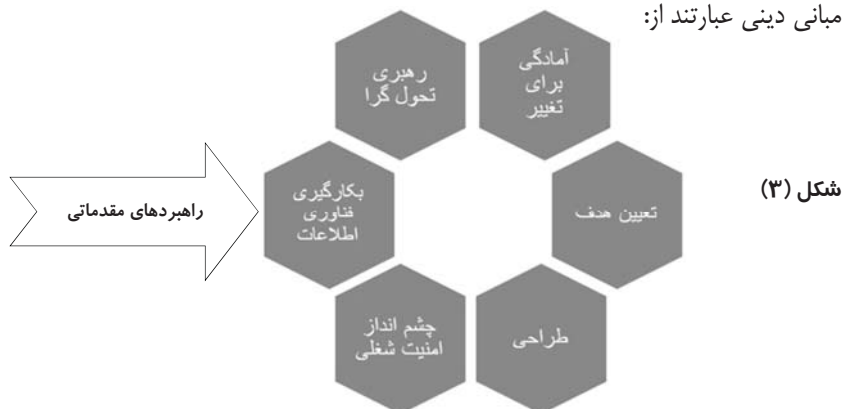 مبانی دینی عبارتند از:
آمادگی
برای
تغییر
رهبری
تحول گرا
شکل (۳)
تعیین هدف
بکارگیری
فناوری
اطلاعات
راهبردهای مقدماتی
طراحی
چشم انداز
امنیت شغلی